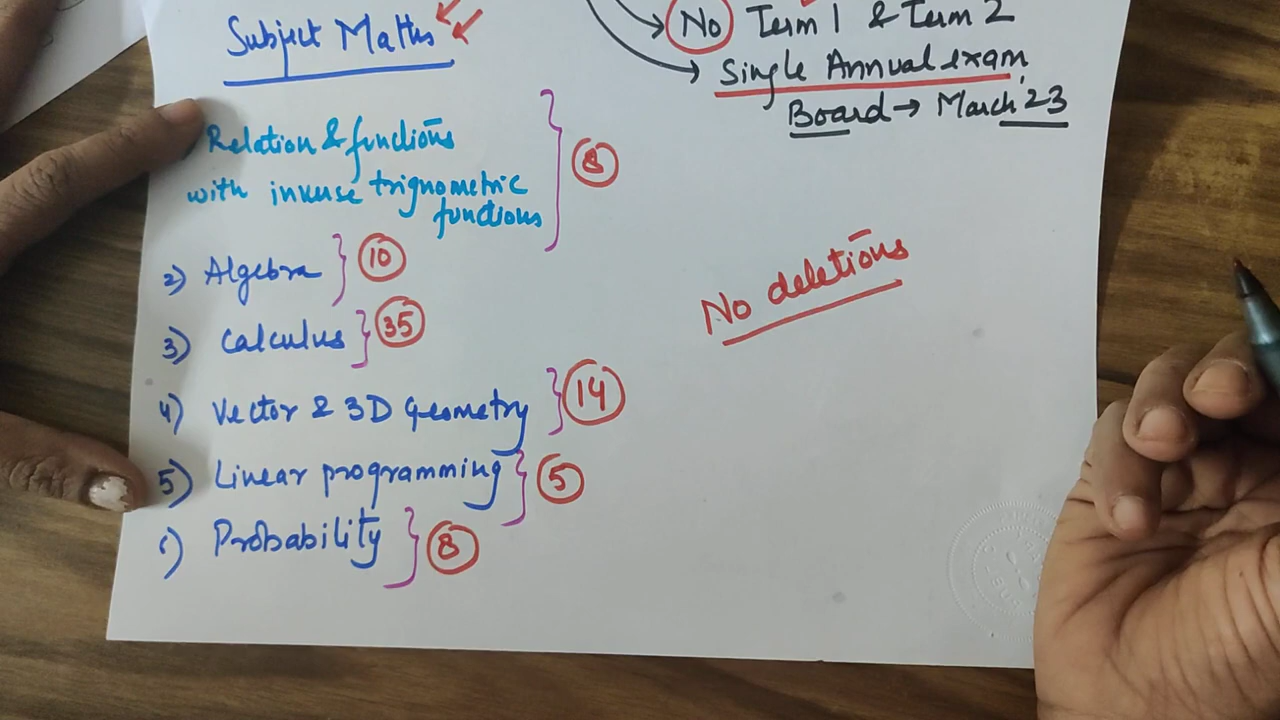 Subject Maths
No Term 1 & Term 2
Single Annual exam
Board → March '23
Relation & functions
with inverse trignometric
functions
8
2) Algebra 10
3) Calculus 35
4) Vector & 3D Geometry 14
5) Linear programming 5
6) Probability 8
No deletions